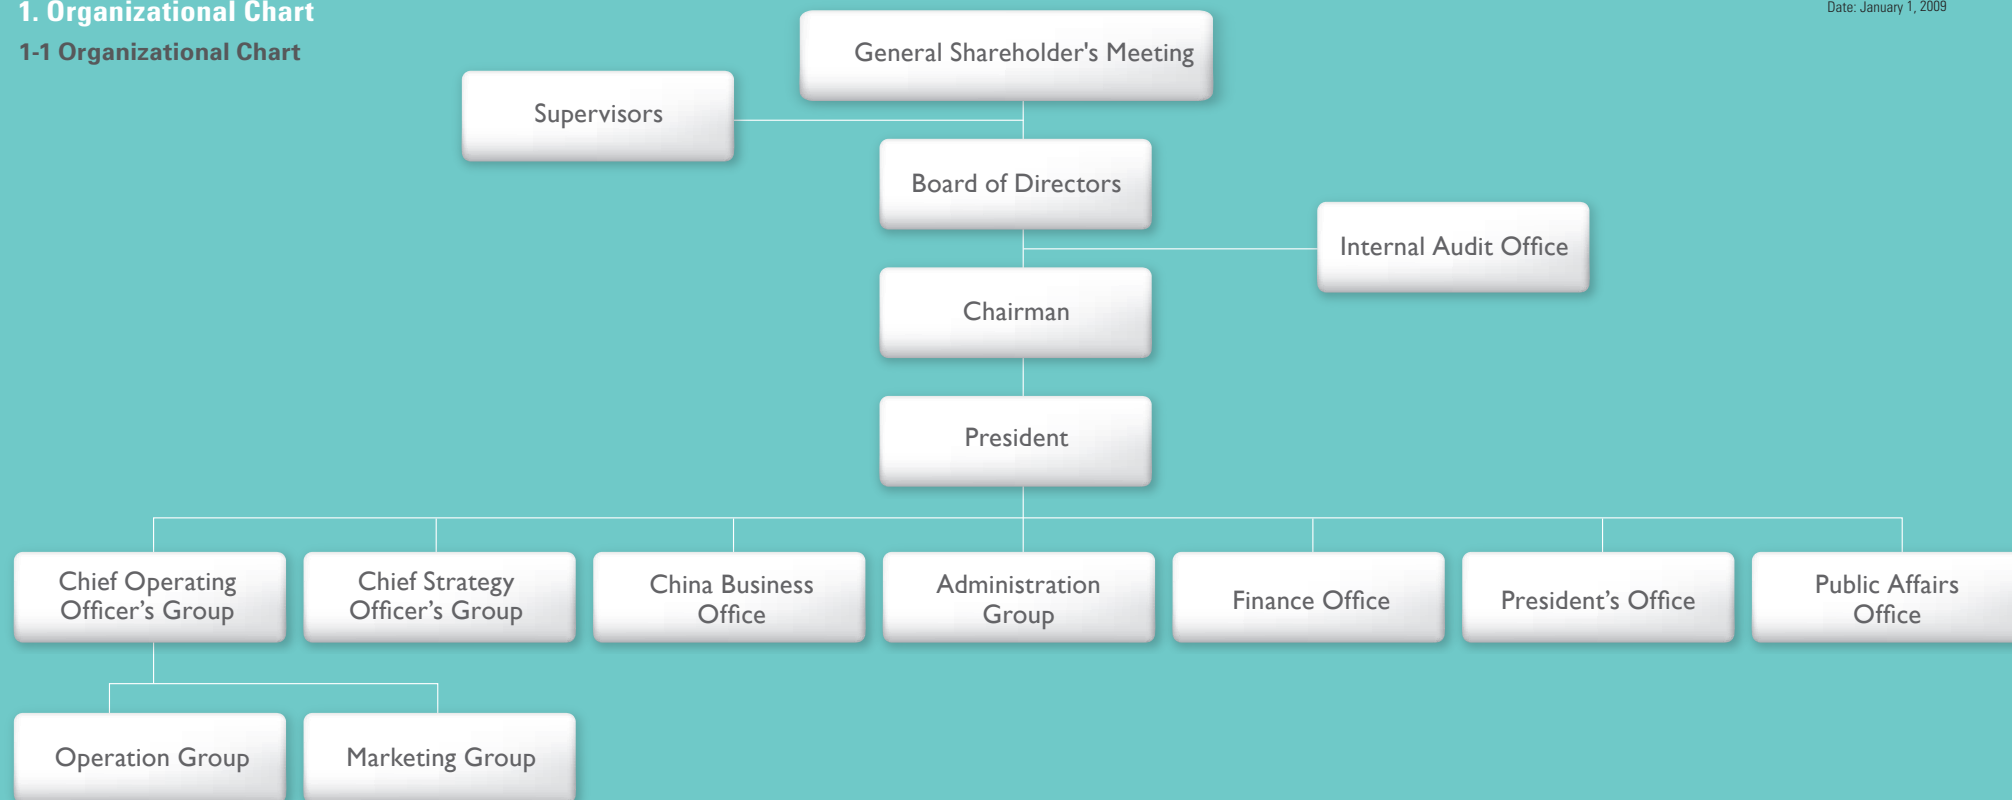 1. Organizational Chart
Date: January 1, 2009
1-1 Organizational Chart
General Shareholder's Meeting
Supervisors
Board of Directors
Internal Audit Office
Chairman
President
Chief Operating
Officer’s Group
Chief Strategy
Officer’s Group
China Business
Office
Administration
Group
Finance Office
President’s Office
Public Affairs
Office
Operation Group
Marketing Group